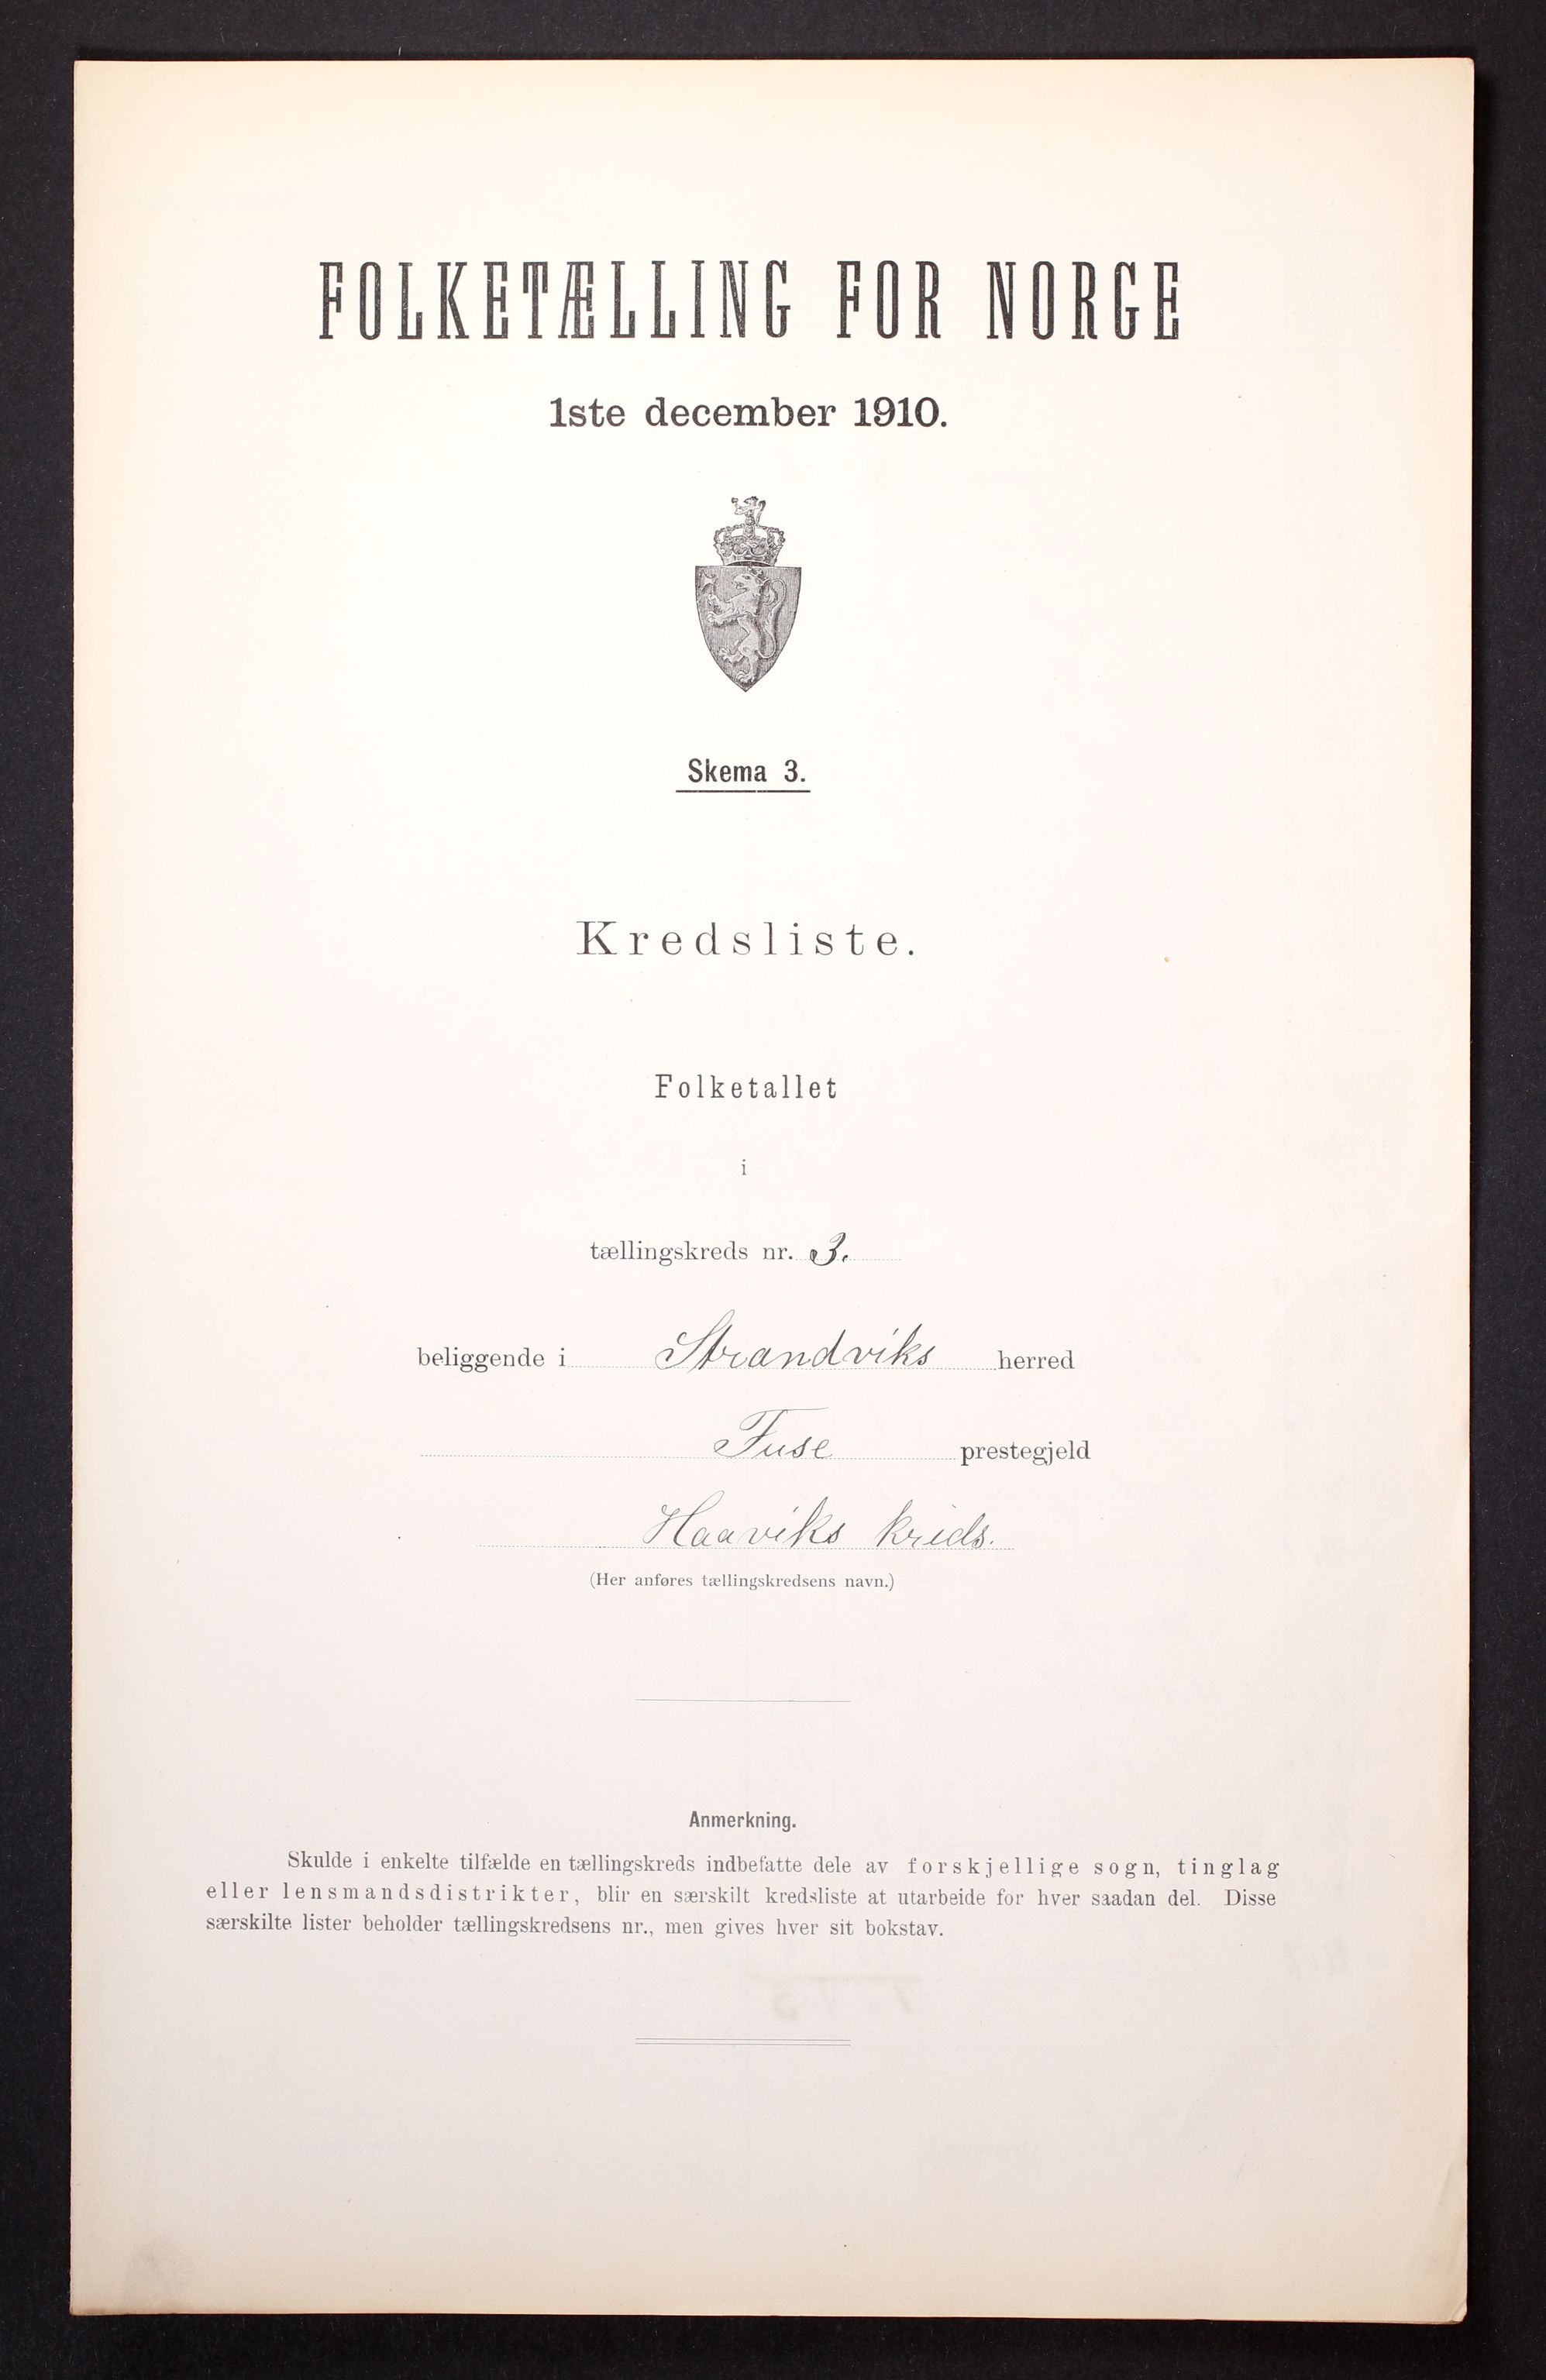 FOLKETÆLLING FOR NORGE
1ste december 1910.
Skema 3.
Kredsliste.
Folketallet
i
tællingskreds nr. 3.
beliggende i Strandviks herred
Fuse prestegjeld
Haaviks kreds.
(Her anføres tællingskredsens navn.)
Anmerkning.
Skulde i enkelte tilfælde en tællingskreds indbefatte dele av forskjellige sogn, tinglag
eller lensmandsdistrikter, blir en særskilt kredsliste at utarbeide for hver saadan del. Disse
særskilte lister beholder tællingskredsens nr., men gives hver sit bokstav.